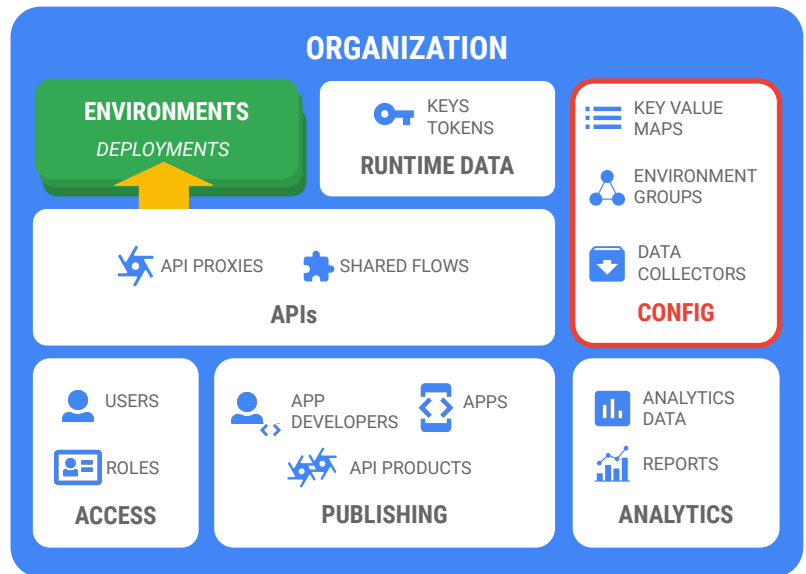 ORGANIZATION
ENVIRONMENTS
DEPLOYMENTS
KEYS
TOKENS
RUNTIME DATA
KEY VALUE
MAPS
ENVIRONMENT
GROUPS
DATA
COLLECTORS
CONFIG
API PROXIES
SHARED FLOWS
APIs
USERS
ROLES
ACCESS
APP
DEVELOPERS
APPS
API PRODUCTS
PUBLISHING
ANALYTICS
DATA
REPORTS
ANALYTICS